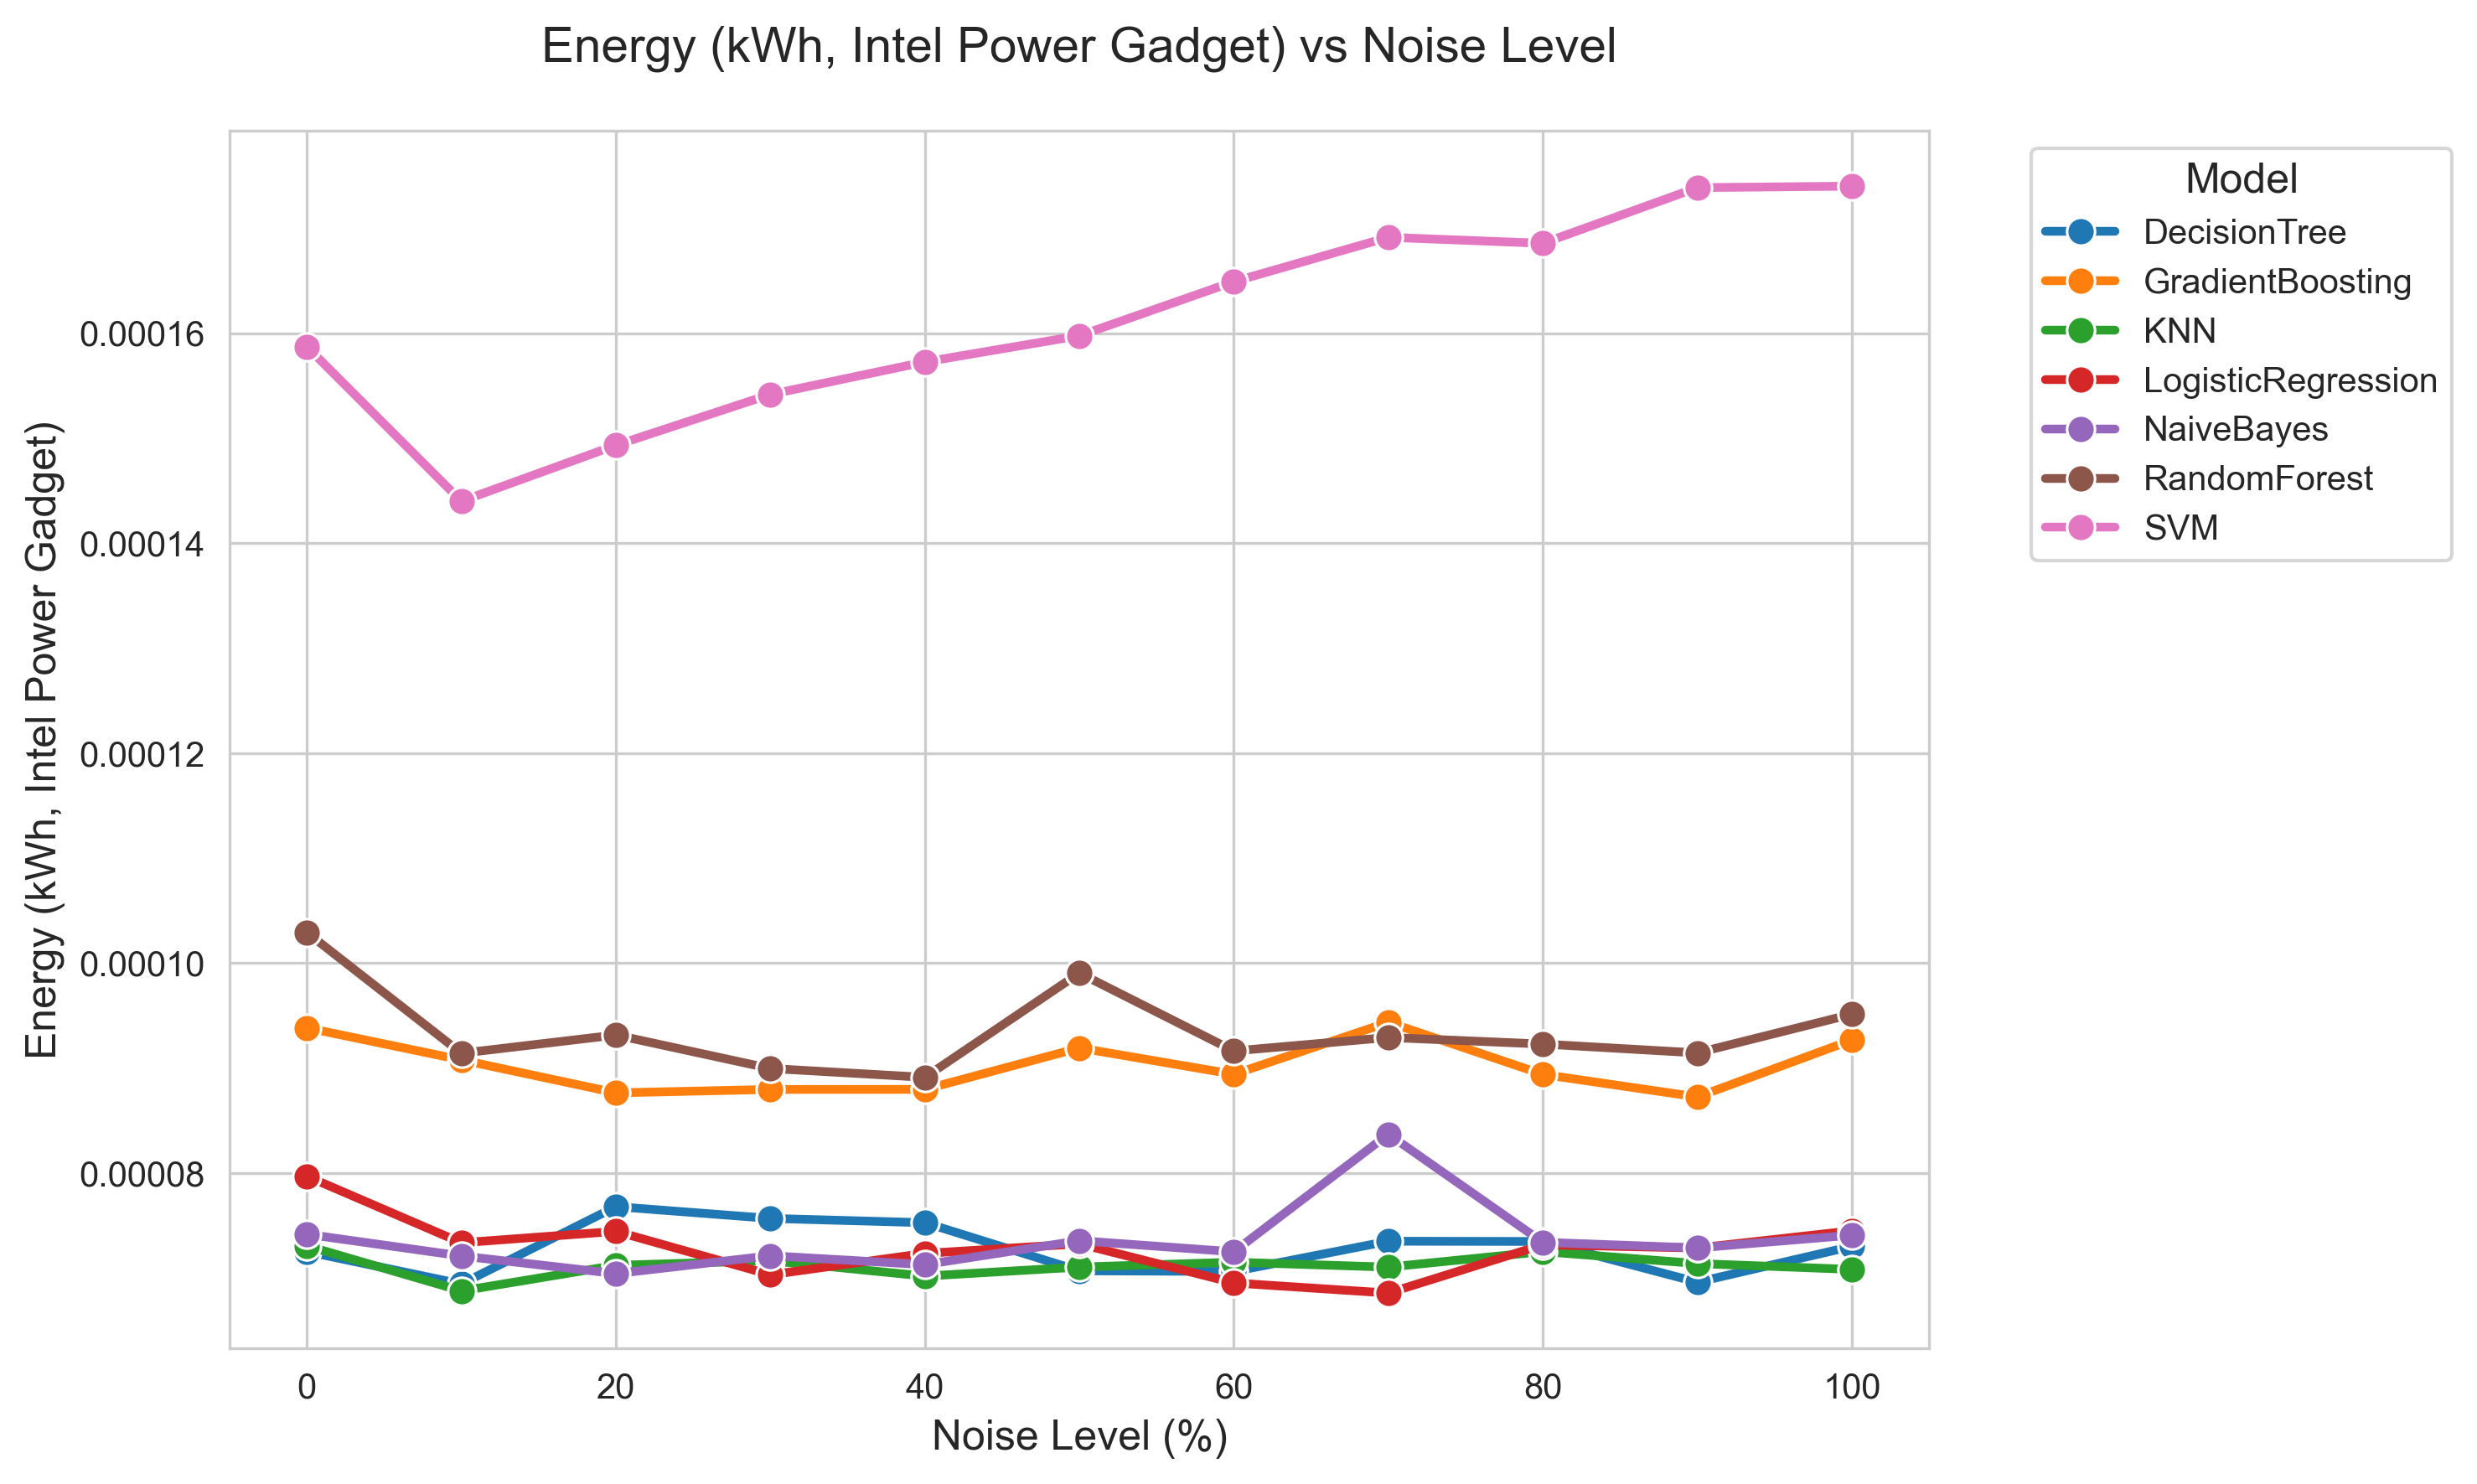 Energy (kWh, Intel Power Gadget) vs Noise Level
Energy (kWh, Intel Power Gadget)
0.00016
0.00014
0.00012
0.00010
0.00008
0
20
40
60
80
100
Noise Level (%)
Model
DecisionTree
GradientBoosting
KNN
LogisticRegression
NaiveBayes
RandomForest
SVM